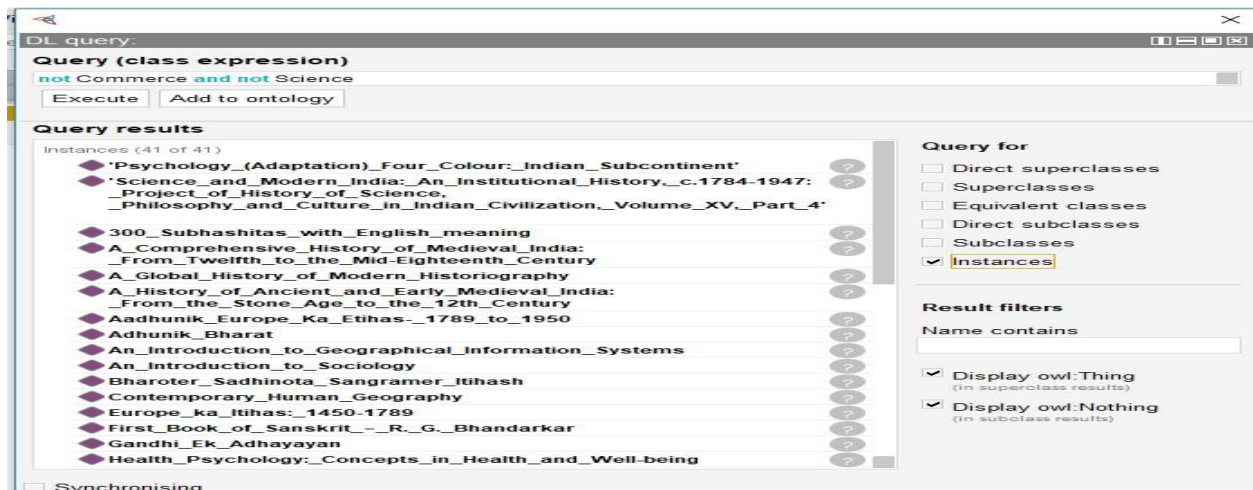 DL query:
Query (class expression)
not Commerce and not Science
Execute
Add to ontology
Query results
Instances (41 of 41)
'Psychology_(Adaptation)_Four_Colour:_Indian_Subcontinent'
'Science_and_Modern_India:_An_Institutional_History,_c.1784-1947:
_Project_of_History_of_Science,
_Philosophy_and_Culture_in_Indian_Civilization,_Volume_XV,_Part_4'
300_Subhashitas_with_English_meaning
A_Comprehensive_History_of_Medieval_India:
_From_Twelfth_to_the_Mid-Eighteenth_Century
A_Global_History_of_Modern_Historiography
A_History_of_Ancient_and_Early_Medieval_India:
_From_the_Stone_Age_to_the_12th_Century
Aadhunik_Europe_Ka_Etihas-_1789_to_1950
Adhunik_Bharat
An_Introduction_to_Geographical_Information_Systems
An_Introduction_to_Sociology
Bharoter_Sadhinota_Sangramer_Itihash
Contemporary_Human_Geography
Europe_ka_Itihas:_1450-1789
First_Book_of_Sanskrit_–_R._G._Bhandarkar
Gandhi_Ek_Adhayayan
Health_Psychology:_Concepts_in_Health_and_Well-being
Query for
Direct superclasses
Superclasses
Equivalent classes
Direct subclasses
Subclasses
Instances
Result filters
Name contains
Display owl:Thing
(in superclass results)
Display owl:Nothing
(in subclass results)
Synchronising